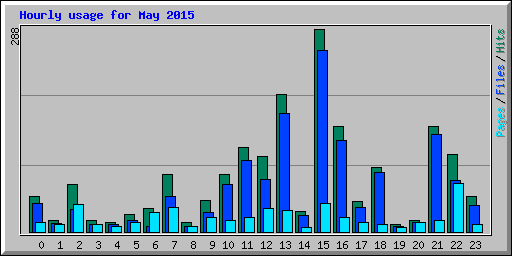 Hourly usage for May 2015
288
Pages / Files / Hits
0 1 2 3 4 5 6 7 8 9 10 11 12 13 14 15 16 17 18 19 20 21 22 23